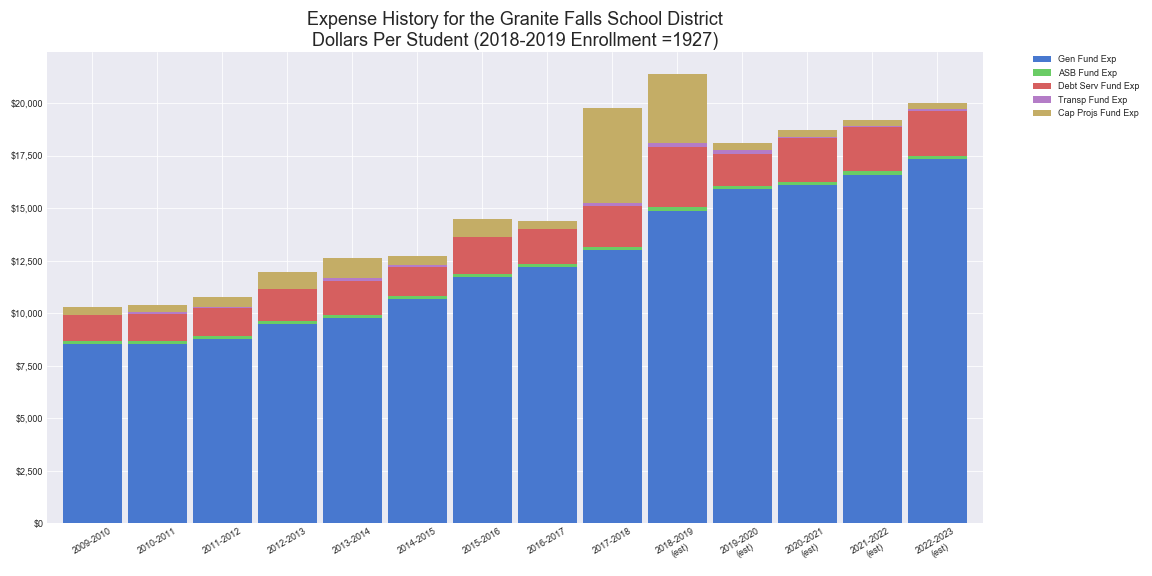 Expense History for the Granite Falls School District
Dollars Per Student (2018-2019 Enrollment =1927)
Gen Fund Exp
ASB Fund Exp
Debt Serv Fund Exp
Transp Fund Exp
Cap Projs Fund Exp
$20,000
$17,500
$15,000
$12,500
$10,000
$7,500
$5,000
$2,500
$0
2009-2010
2010-2011
2011-2012
2012-2013
2013-2014
2014-2015
2015-2016
2016-2017
2017-2018
2018-2019
(est)
2019-2020
(est)
2020-2021
(est)
2021-2022
(est)
2022-2023
(est)